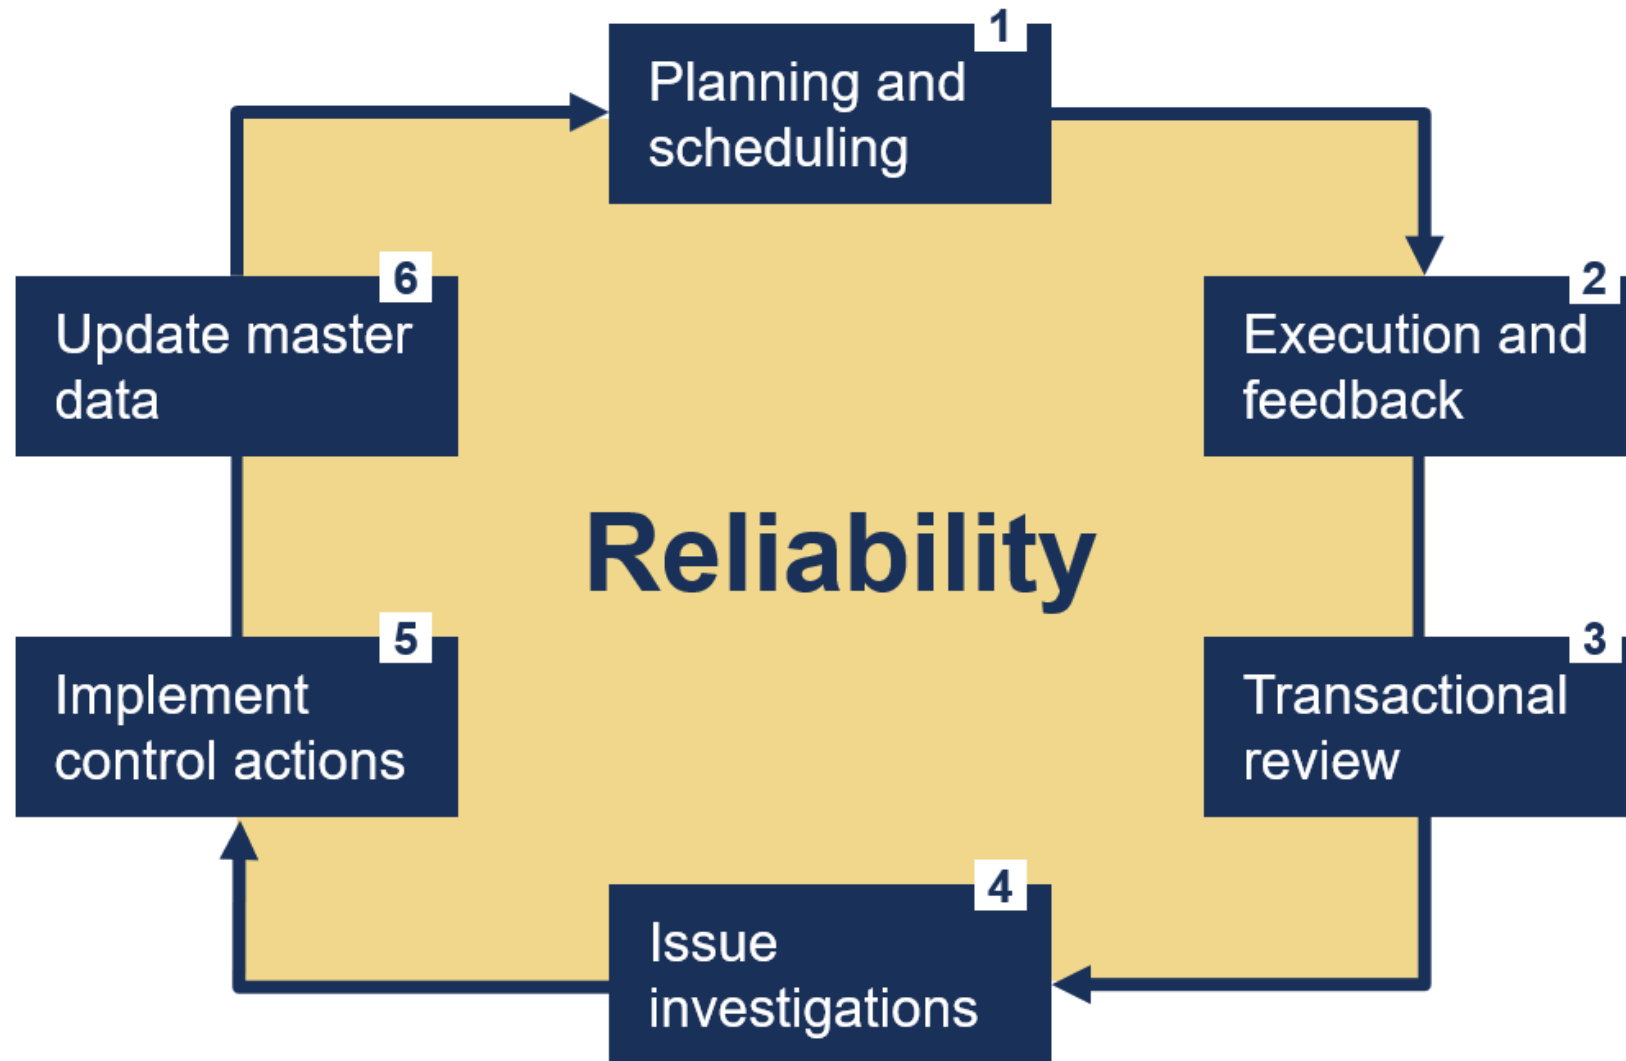 1
Planning and
scheduling
2
Execution and
feedback
3
Transactional
review
4
Issue
investigations
5
Implement
control actions
6
Update master
data
Reliability